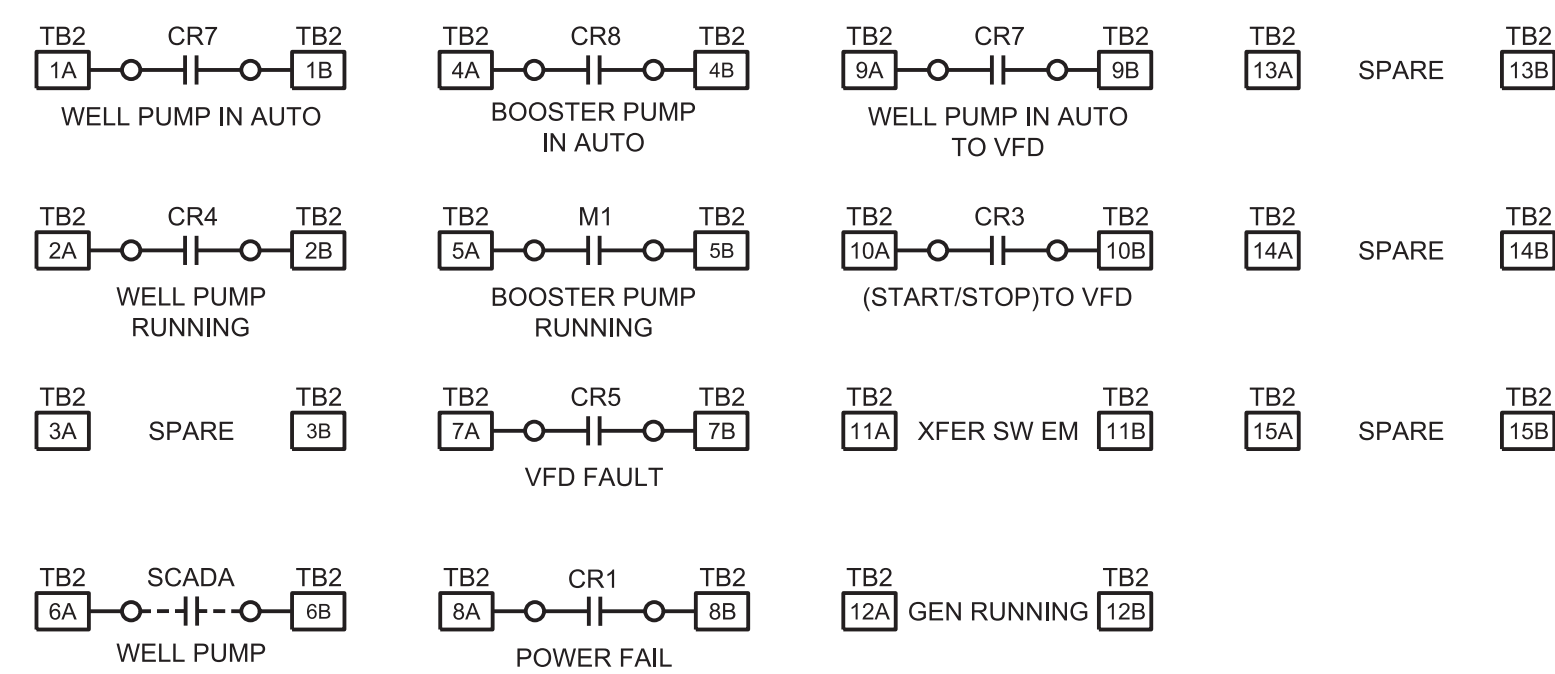 TB2 CR7 TB2 TB2 CR8 TB2 TB2 CR7 TB2 TB2 TB2
1A 1B 4A 4B 9A 9B 13A SPARE 13B
WELL PUMP IN AUTO BOOSTER PUMP WELL PUMP IN AUTO
IN AUTO TO VFD
TB2 CR4 TB2 TB2 M1 TB2 TB2 CR3 TB2 TB2 TB2
2A 2B 5A 5B 10A 10B 14A SPARE 14B
WELL PUMP BOOSTER PUMP (START/STOP)TO VFD
RUNNING RUNNING
TB2 TB2 TB2 CR5 TB2 TB2 TB2 TB2 TB2
3A SPARE 3B 7A 7B 11A XFER SW EM 11B 15A SPARE 15B
VFD FAULT
TB2 SCADA TB2 TB2 CR1 TB2 TB2 TB2
6A 6B 8A 8B 12A GEN RUNNING 12B
WELL PUMP POWER FAIL